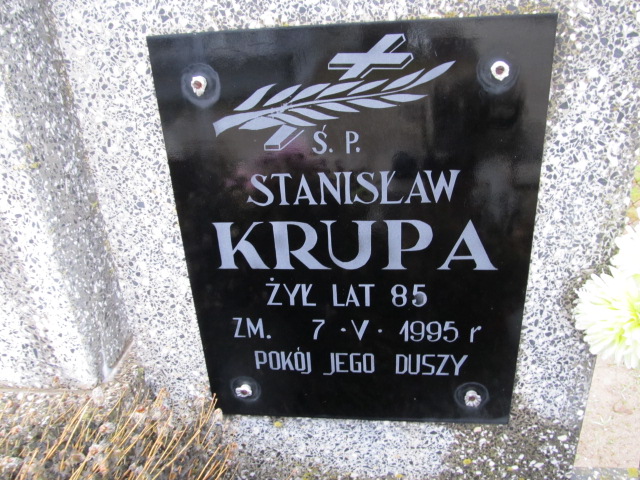 Ś. P.
STANISŁAW
KRUPA
ŻYŁ LAT 85
ZM. 7 · V · 1995 r
POKÓJ JEGO DUSZY